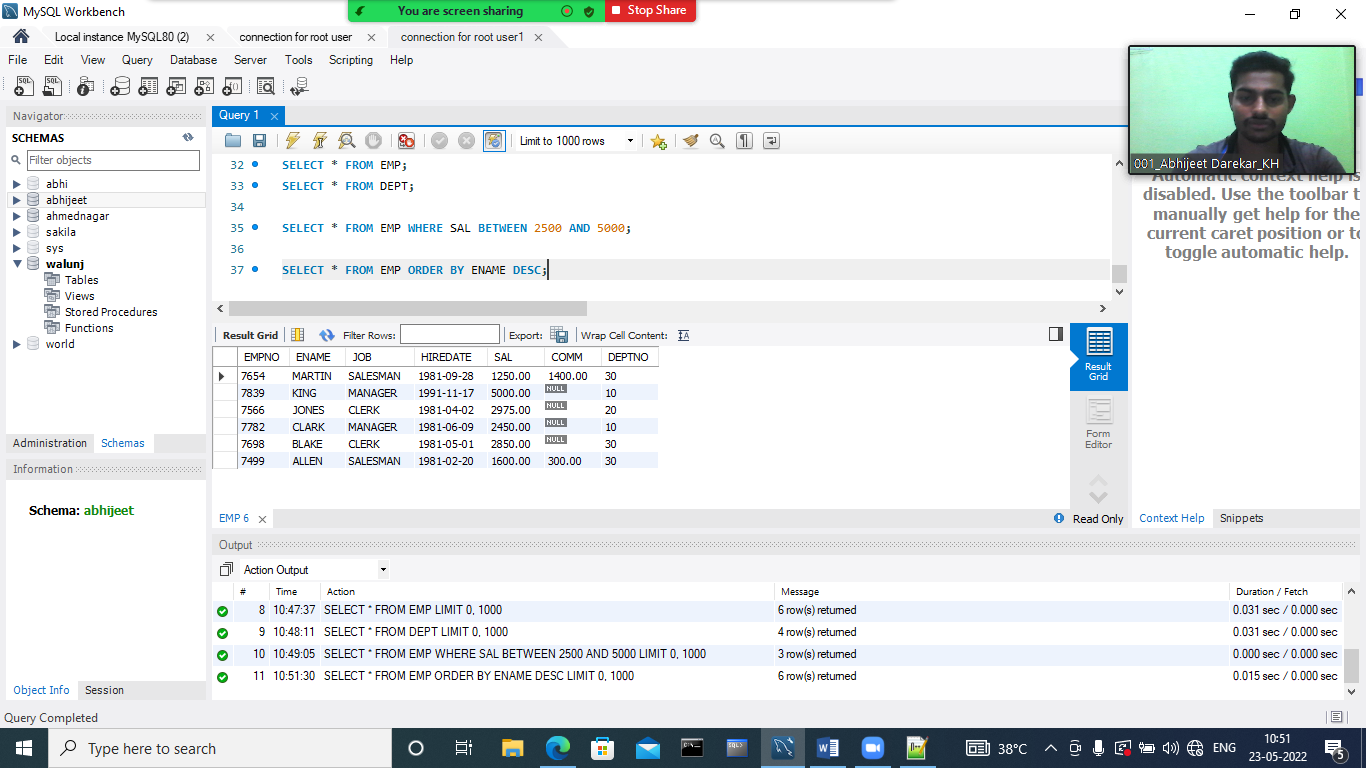 MySQL Workbench
You are screen sharing
Stop Share
Local instance MySQL80 (2)
connection for root user
connection for root user1
File Edit View Query Database Server Tools Scripting Help
001_Abhijeet Darekar_KH
Navigator
SCHEMAS
Filter objects
abhi
abhijeet
ahmednagar
sakila
sys
walunj
Tables
Views
Stored Procedures
Functions
world
Administration Schemas
Information
Schema: abhijeet
Object Info Session
Query 1
Limit to 1000 rows
32 SELECT * FROM EMP;
33 SELECT * FROM DEPT;
34
35 SELECT * FROM EMP WHERE SAL BETWEEN 2500 AND 5000;
36
37 SELECT * FROM EMP ORDER BY ENAME DESC;
Result Grid Filter Rows: Export: Wrap Cell Content:
EMPNO ENAME JOB HIREDATE SAL COMM DEPTNO
7654 MARTIN SALESMAN 1981-09-28 1250.00 1400.00 30
7839 KING MANAGER 1991-11-17 5000.00 NULL 10
7566 JONES CLERK 1981-04-02 2975.00 NULL 20
7782 CLARK MANAGER 1981-06-09 2450.00 NULL 10
7698 BLAKE CLERK 1981-05-01 2850.00 NULL 30
7499 ALLEN SALESMAN 1981-02-20 1600.00 300.00 30
Result
Grid
Form
Editor
EMP 6
Read Only
Automatic context help is
disabled. Use the toolbar t
manually get help for the
current caret position or to
toggle automatic help.
Context Help Snippets
Output
Action Output
# Time Action Message Duration / Fetch
8 10:47:37 SELECT * FROM EMP LIMIT 0, 1000 6 row(s) returned 0.031 sec / 0.000 sec
9 10:48:11 SELECT * FROM DEPT LIMIT 0, 1000 4 row(s) returned 0.031 sec / 0.000 sec
10 10:49:05 SELECT * FROM EMP WHERE SAL BETWEEN 2500 AND 5000 LIMIT 0, 1000 3 row(s) returned 0.000 sec / 0.000 sec
11 10:51:30 SELECT * FROM EMP ORDER BY ENAME DESC LIMIT 0, 1000 6 row(s) returned 0.015 sec / 0.000 sec
Query Completed
Type here to search
38°C
ENG
10:51
23-05-2022
5